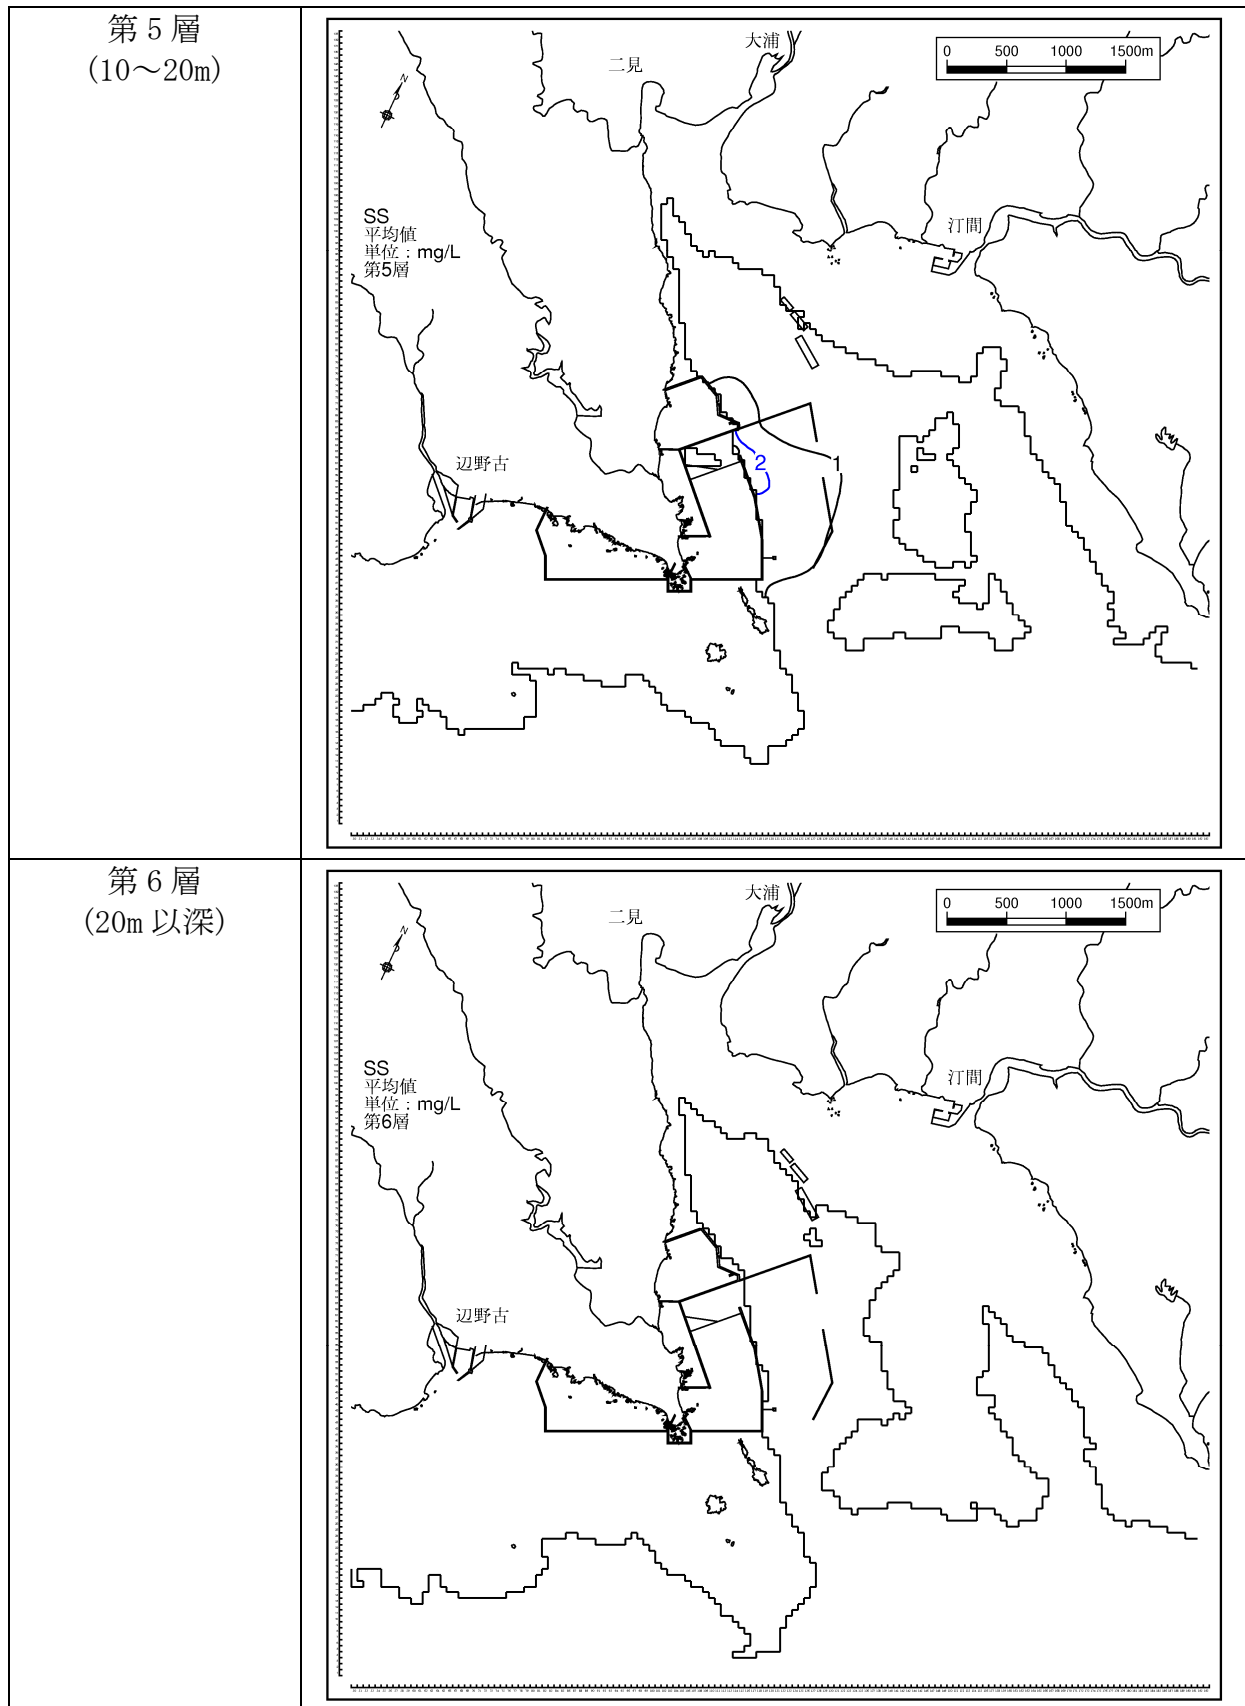 第５層
(10～20m)
大浦
二見
0 500 1000 1500m
N
SS
平均値
単位：mg/L
第5層
汀間
辺野古
2
1
第６層
(20m 以深)
大浦
二見
0 500 1000 1500m
N
SS
平均値
単位：mg/L
第6層
汀間
辺野古